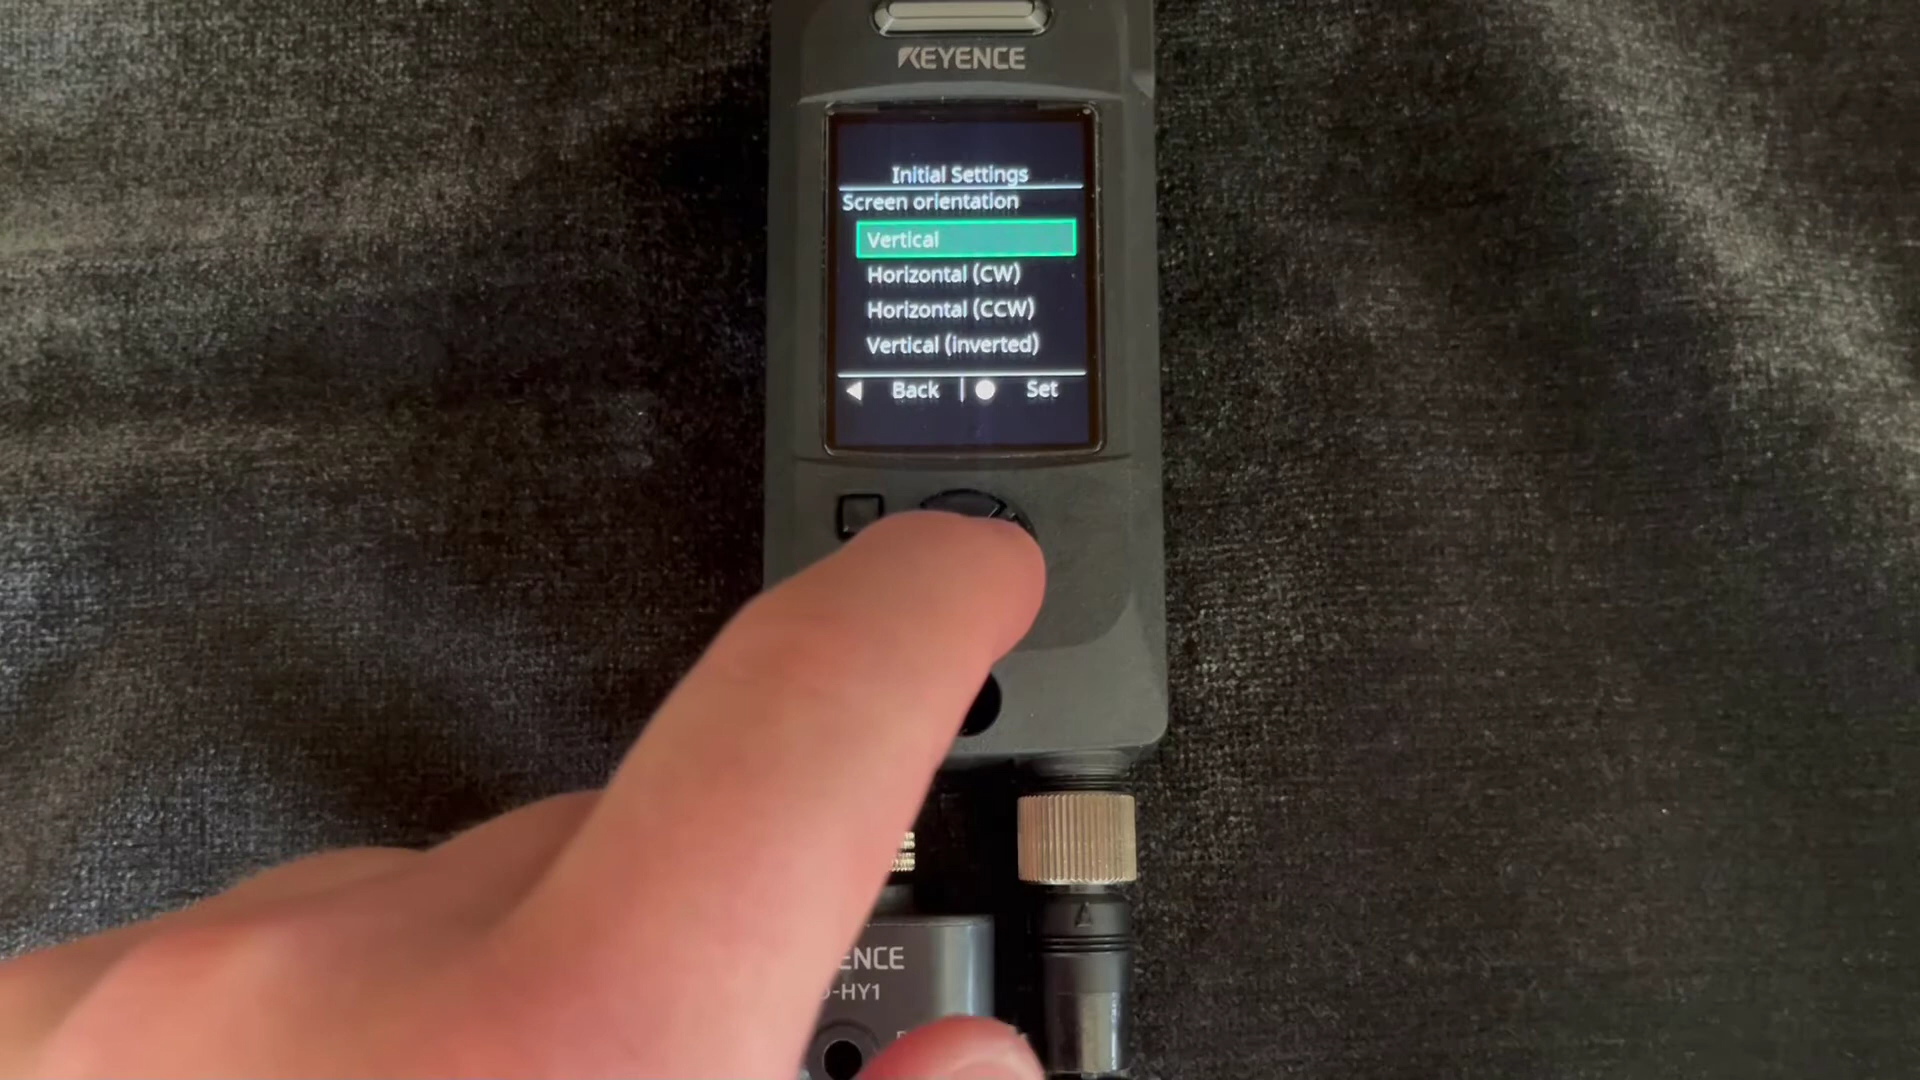 KEYENCE
Initial Settings
Screen orientation
Vertical
Horizontal (CW)
Horizontal (CCW)
Vertical (inverted)
Back | Set
ENCE
-HY1